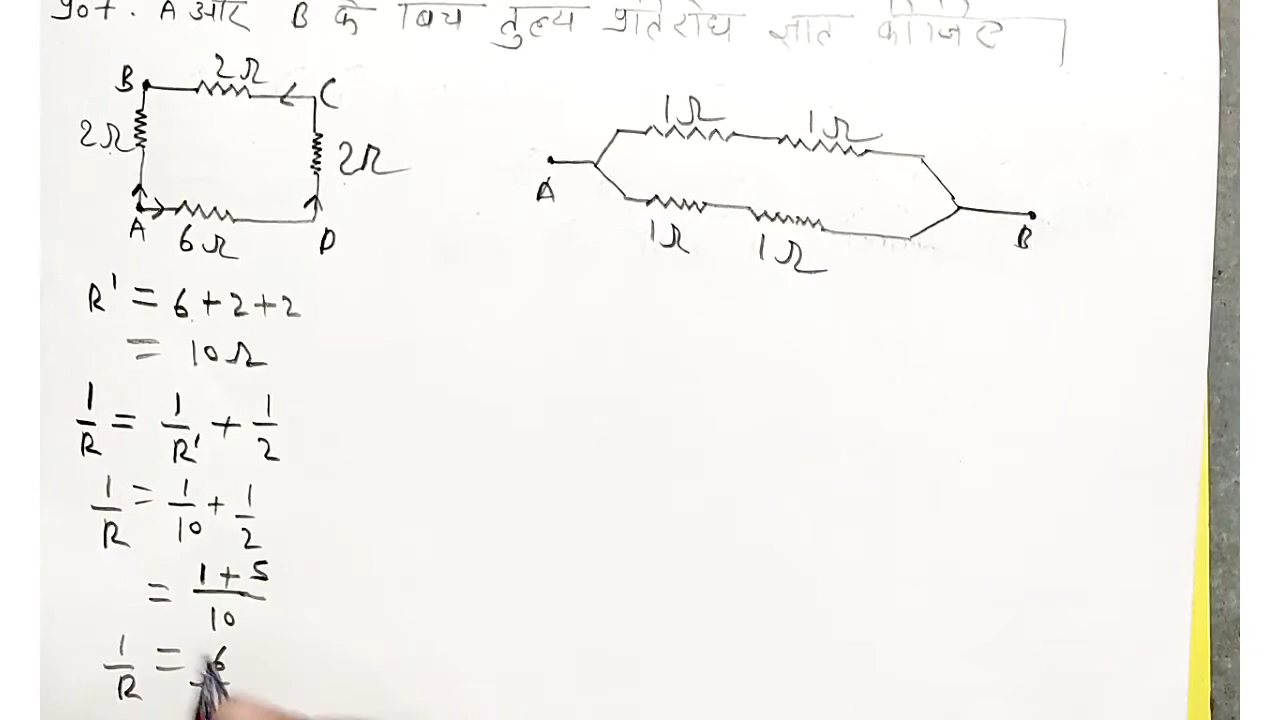 A और B के बिच तुल्य प्रतिरोध ज्ञात कीजिए
B 2Ω C
2Ω 2Ω
A 6Ω D
1Ω 1Ω
A B
1Ω 1Ω
R' = 6 + 2 + 2
= 10 Ω
1/R = 1/R' + 1/2
1/R = 1/10 + 1/2
= 1 + 5 / 10
1/R = 6